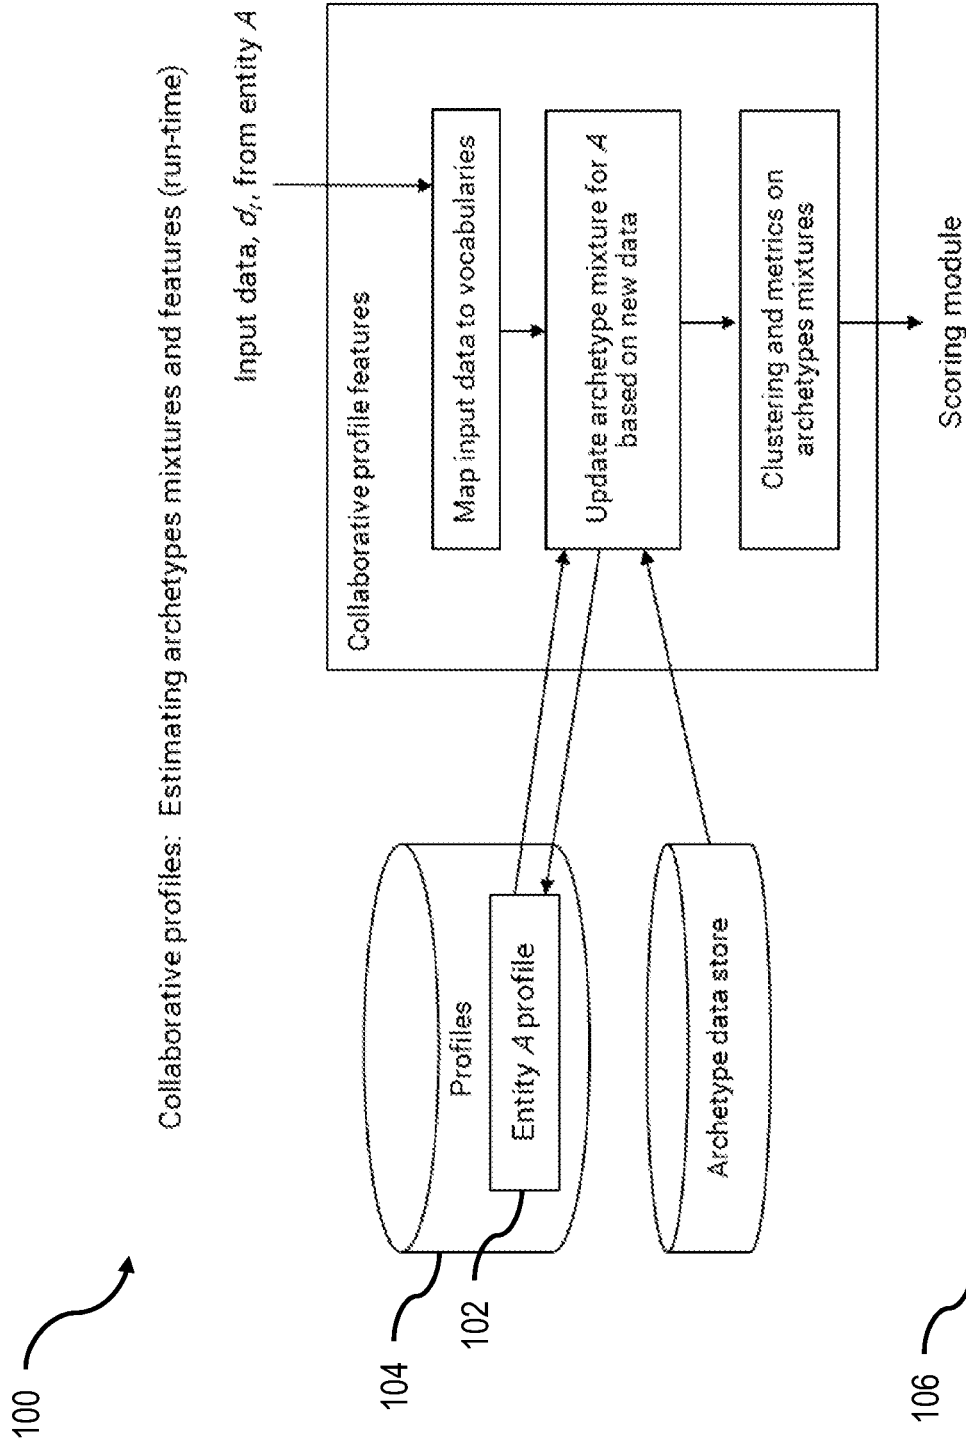 100
Collaborative profiles: Estimating archetypes mixtures and features (run-time)
Input data, dₜ, from entity A
Collaborative profile features
Map input data to vocabularies
Update archetype mixture for A
based on new data
Clustering and metrics on
archetypes mixtures
Scoring module
104
Profiles
102
Entity A profile
Archetype data store
106